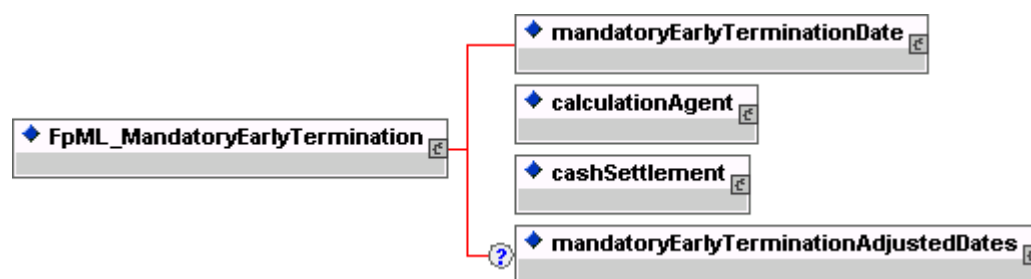 mandatoryEarlyTerminationDate
calculationAgent
FpML_MandatoryEarlyTermination
cashSettlement
?
mandatoryEarlyTerminationAdjustedDates